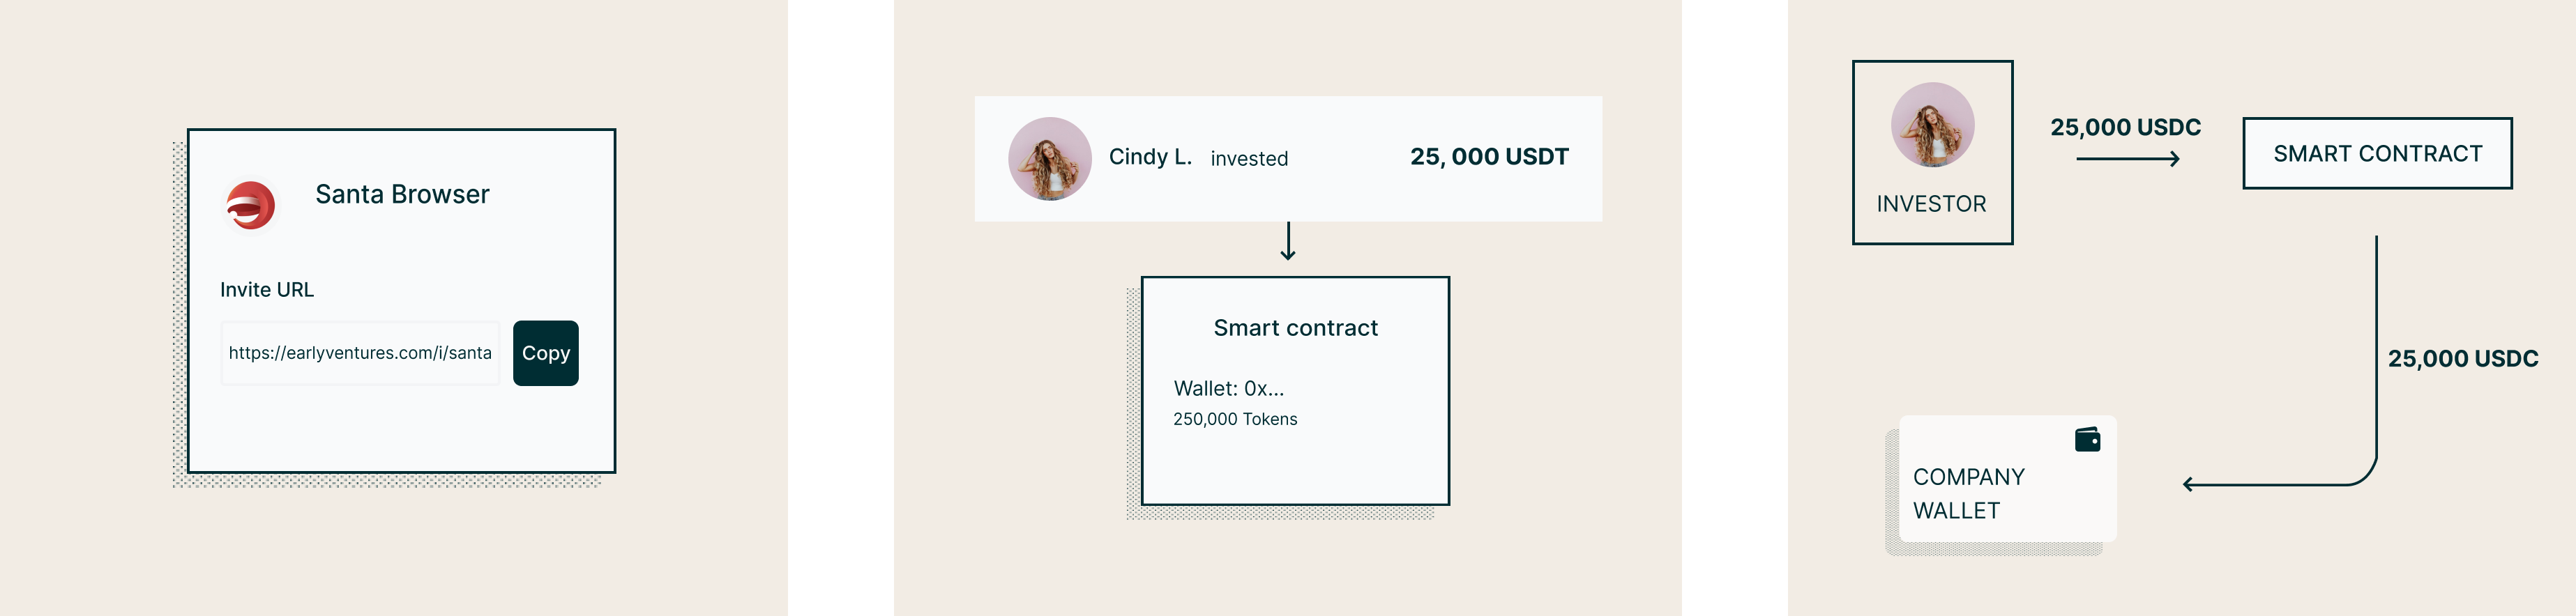 Santa Browser
Invite URL
https://earlyventures.com/i/santa
Copy
Cindy L. invested 25, 000 USDT
Smart contract
Wallet: 0x...
250,000 Tokens
INVESTOR
25,000 USDC
SMART CONTRACT
25,000 USDC
COMPANY
WALLET